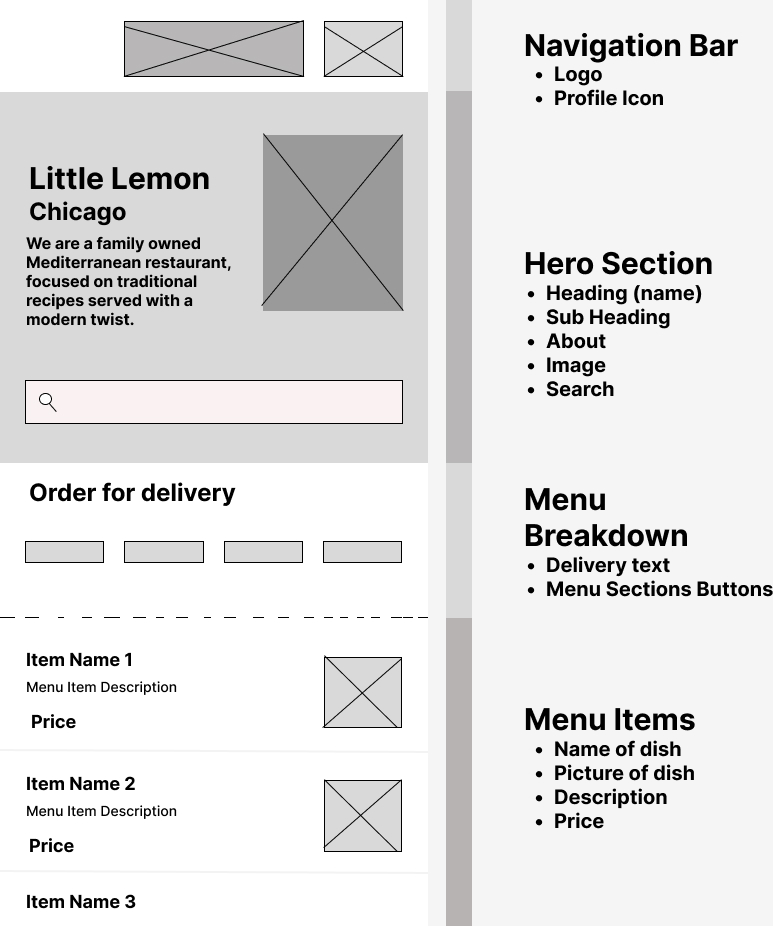 Little Lemon
Chicago
We are a family owned
Mediterranean restaurant,
focused on traditional
recipes served with a
modern twist.
Order for delivery
Item Name 1
Menu Item Description
Price
Item Name 2
Menu Item Description
Price
Item Name 3
Navigation Bar
• Logo
• Profile Icon
Hero Section
• Heading (name)
• Sub Heading
• About
• Image
• Search
Menu
Breakdown
• Delivery text
• Menu Sections Buttons
Menu Items
• Name of dish
• Picture of dish
• Description
• Price